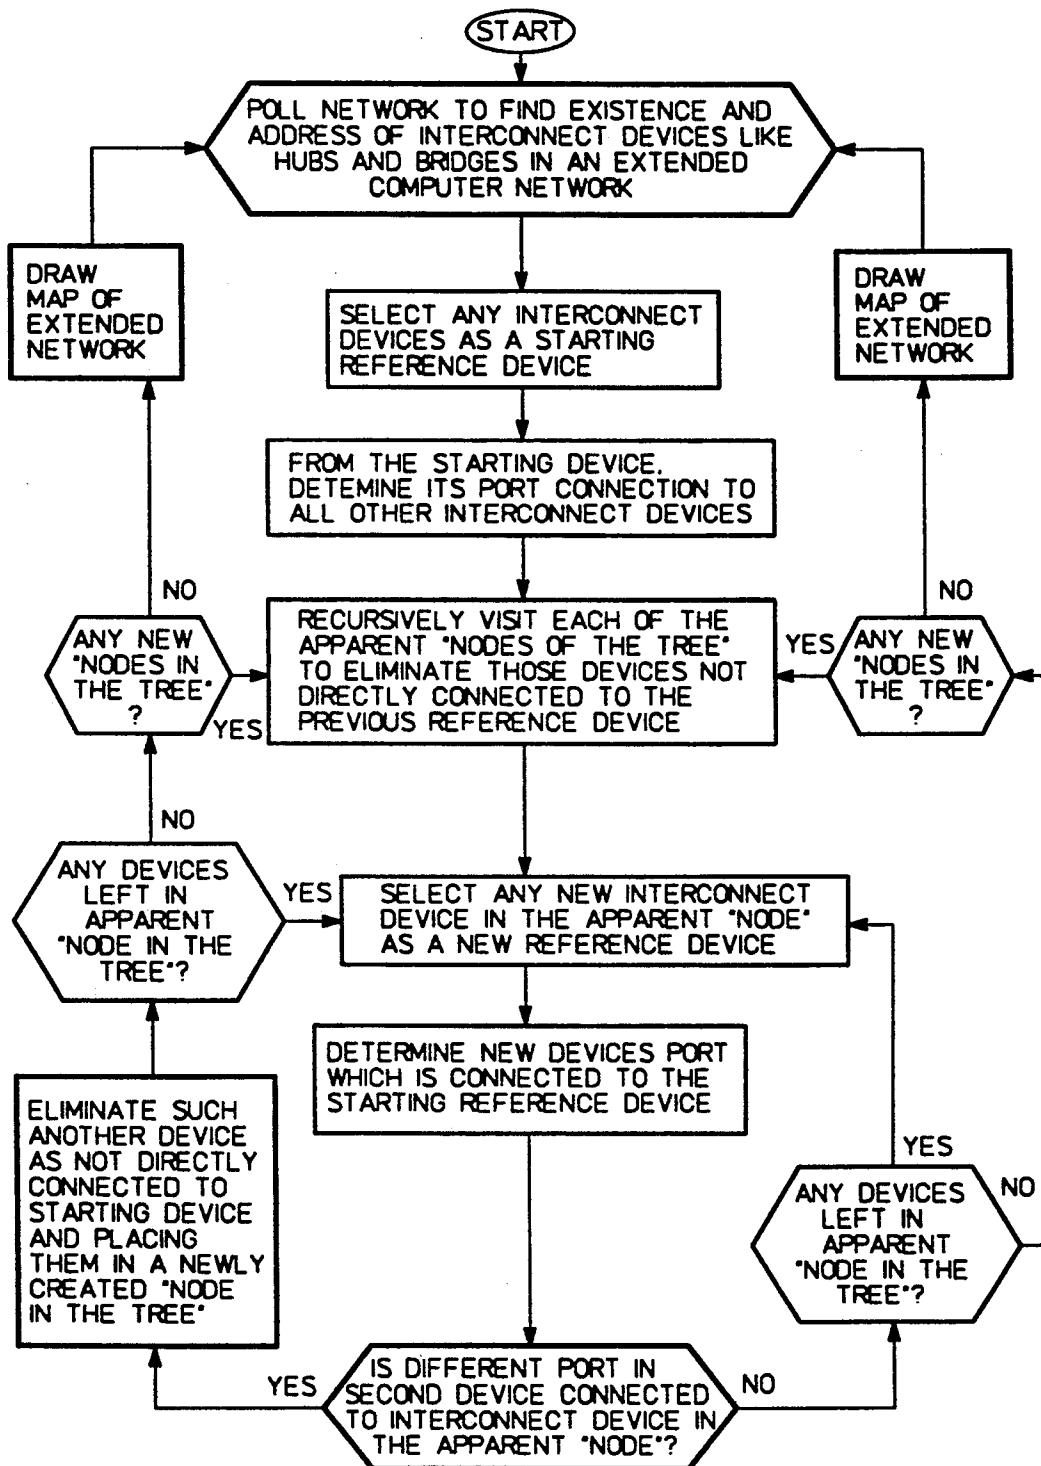 START
POLL NETWORK TO FIND EXISTENCE AND
ADDRESS OF INTERCONNECT DEVICES LIKE
HUBS AND BRIDGES IN AN EXTENDED
COMPUTER NETWORK
DRAW
MAP OF
EXTENDED
NETWORK
SELECT ANY INTERCONNECT
DEVICES AS A STARTING
REFERENCE DEVICE
DRAW
MAP OF
EXTENDED
NETWORK
FROM THE STARTING DEVICE.
DETEMINE ITS PORT CONNECTION TO
ALL OTHER INTERCONNECT DEVICES
NO
NO
ANY NEW
"NODES IN
THE TREE"
?
YES
RECURSIVELY VISIT EACH OF THE
APPARENT "NODES OF THE TREE"
TO ELIMINATE THOSE DEVICES NOT
DIRECTLY CONNECTED TO THE
PREVIOUS REFERENCE DEVICE
YES
ANY NEW
"NODES IN
THE TREE"
?
NO
ANY DEVICES
LEFT IN
APPARENT
"NODE IN THE
TREE"?
YES
SELECT ANY NEW INTERCONNECT
DEVICE IN THE APPARENT "NODE"
AS A NEW REFERENCE DEVICE
DETERMINE NEW DEVICES PORT
WHICH IS CONNECTED TO THE
STARTING REFERENCE DEVICE
ELIMINATE SUCH
ANOTHER DEVICE
AS NOT DIRECTLY
CONNECTED TO
STARTING DEVICE
AND PLACING
THEM IN A NEWLY
CREATED "NODE
IN THE TREE"
YES
NO
ANY DEVICES
LEFT IN
APPARENT
"NODE IN THE
TREE"?
YES
IS DIFFERENT PORT IN
SECOND DEVICE CONNECTED
TO INTERCONNECT DEVICE IN
THE APPARENT "NODE"?
NO